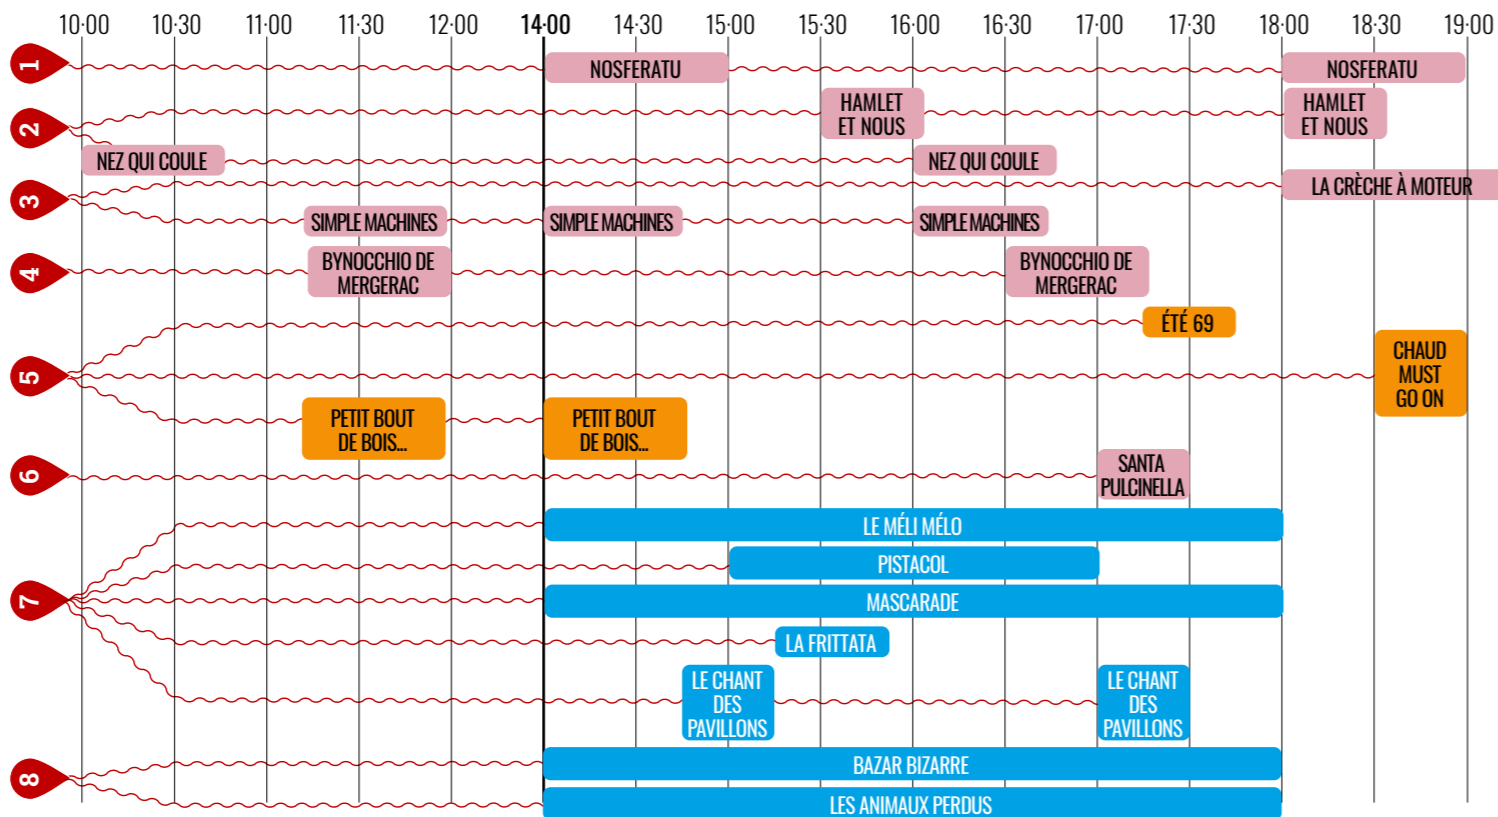 10:00 10:30 11:00 11:30 12:00 14:00 14:30 15:00 15:30 16:00 16:30 17:00 17:30 18:00 18:30 19:00
1
NOSFERATU
NOSFERATU
2
HAMLET
ET NOUS
HAMLET
ET NOUS
NEZ QUI COULE
NEZ QUI COULE
3
LA CRÈCHE À MOTEUR
SIMPLE MACHINES
SIMPLE MACHINES
SIMPLE MACHINES
4
BYNOCCHIO DE
MERGERAC
BYNOCCHIO DE
MERGERAC
5
ÉTÉ 69
CHAUD
MUST
GO ON
PETIT BOUT
DE BOIS...
PETIT BOUT
DE BOIS...
6
SANTA
PULCINELLA
7
LE MÉLI MÉLO
PISTACOL
MASCARADE
LA FRITTATA
LE CHANT
DES
PAVILLONS
LE CHANT
DES
PAVILLONS
8
BAZAR BIZARRE
LES ANIMAUX PERDUS